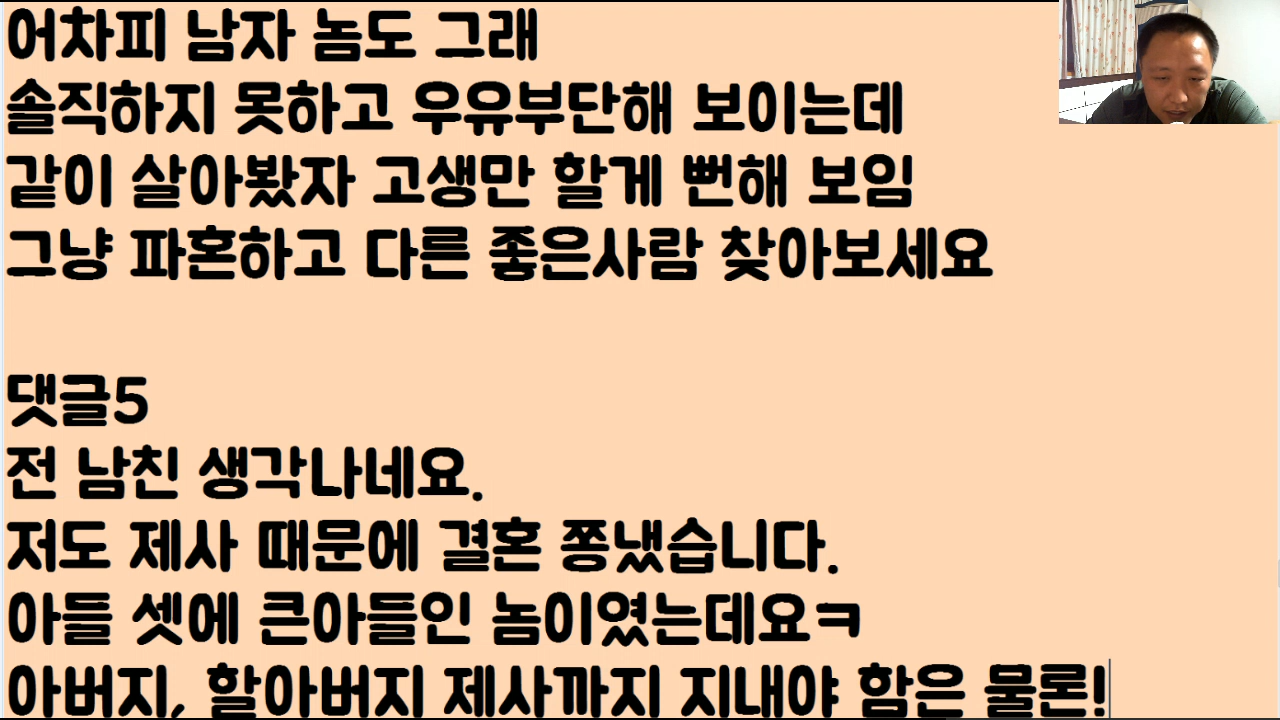 어차피 남자 놈도 그래
솔직하지 못하고 우유부단해 보이는데
같이 살아봤자 고생만 할게 뻔해 보임
그냥 파혼하고 다른 좋은사람 찾아보세요
댓글5
전 남친 생각나네요.
저도 제사 때문에 결혼 쫑냈습니다.
아들 셋에 큰아들인 놈이였는데요ㅋ
아버지, 할아버지 제사까지 지내야 함은 물론!